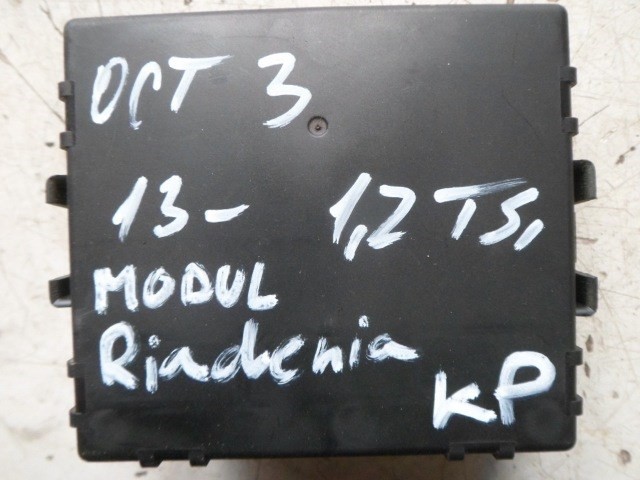 OCT 3
13- 1,2 TSi
MODUL
Riadenia
KP